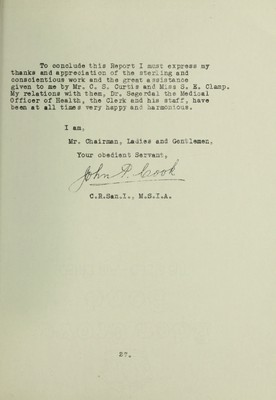 To conclude this Report I must express my
thanks and appreciation of the sterling and
conscientious work and the great assistance
given to me by Mr. C. S. Curtis and Miss S. E. Clamp.
My relations with them, Dr. Sagordal the Medical
Officer of Health, the Clerk and his staff, have
been at all times very happy and harmonious.
I am,
Mr. Chairman, Ladies and Gentlemen,
Your obedient Servant,
John P. Cook
C.R.San.I., M.S.I.A.
27.